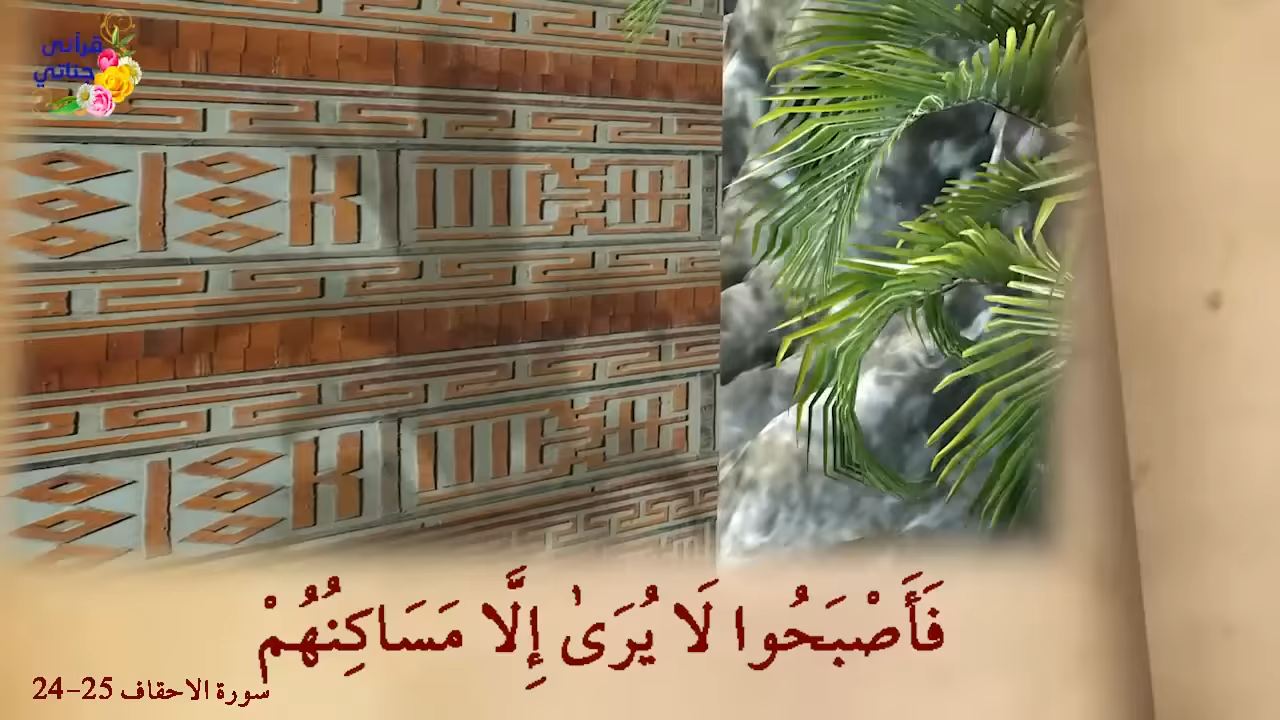 قرآني
جناتي
فَأَصْبَحُوا لَا يُرَىٰ إِلَّا مَسَاكِنُهُمْ
سورة الاحقاف 25-24